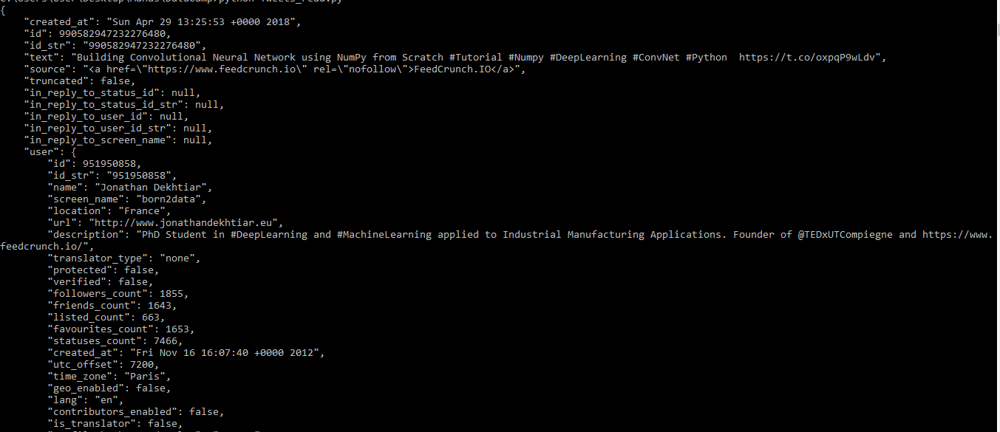 {
    "created_at": "Sun Apr 29 13:25:53 +0000 2018",
    "id": 990582947232276480,
    "id_str": "990582947232276480",
    "text": "Building Convolutional Neural Network using NumPy from Scratch #Tutorial #Numpy #DeepLearning #ConvNet #Python  https://t.co/oxpqP9wLdv",
    "source": "<a href=\"https://www.feedcrunch.io\" rel=\"nofollow\">FeedCrunch.IO</a>",
    "truncated": false,
    "in_reply_to_status_id": null,
    "in_reply_to_status_id_str": null,
    "in_reply_to_user_id": null,
    "in_reply_to_user_id_str": null,
    "in_reply_to_screen_name": null,
    "user": {
        "id": 951950858,
        "id_str": "951950858",
        "name": "Jonathan Dekhtiar",
        "screen_name": "born2data",
        "location": "France",
        "url": "http://www.jonathandekhtiar.eu",
        "description": "PhD Student in #DeepLearning and #MachineLearning applied to Industrial Manufacturing Applications. Founder of @TEDxUTCompiegne and https://www.
feedcrunch.io/",
        "translator_type": "none",
        "protected": false,
        "verified": false,
        "followers_count": 1855,
        "friends_count": 1643,
        "listed_count": 663,
        "favourites_count": 1653,
        "statuses_count": 7466,
        "created_at": "Fri Nov 16 16:07:40 +0000 2012",
        "utc_offset": 7200,
        "time_zone": "Paris",
        "geo_enabled": false,
        "lang": "en",
        "contributors_enabled": false,
        "is_translator": false,